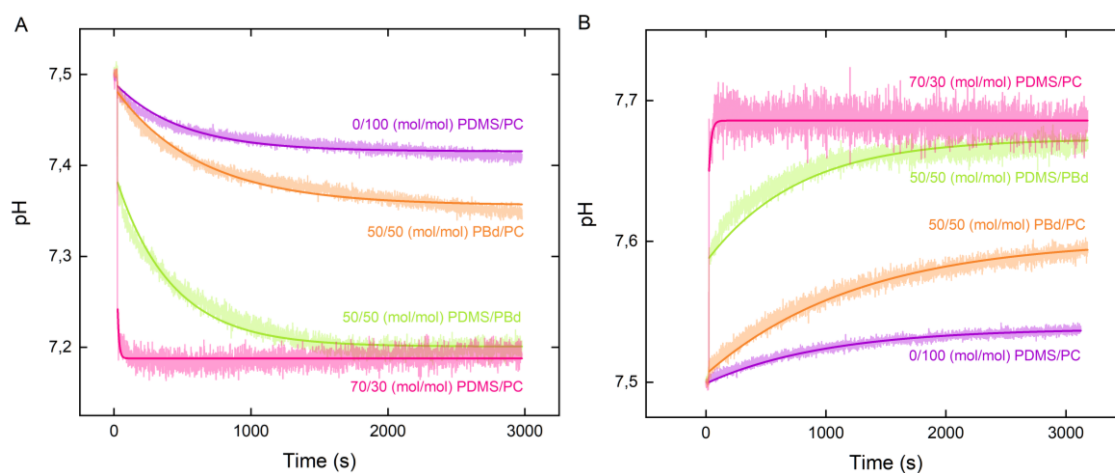 A
7,5
7,4
7,3
7,2
pH
0/100 (mol/mol) PDMS/PC
50/50 (mol/mol) PBd/PC
50/50 (mol/mol) PDMS/PBd
70/30 (mol/mol) PDMS/PC
0
1000
2000
3000
Time (s)
B
7,7
7,6
7,5
pH
70/30 (mol/mol) PDMS/PC
50/50 (mol/mol) PDMS/PBd
50/50 (mol/mol) PBd/PC
0/100 (mol/mol) PDMS/PC
0
1000
2000
3000
Time (s)